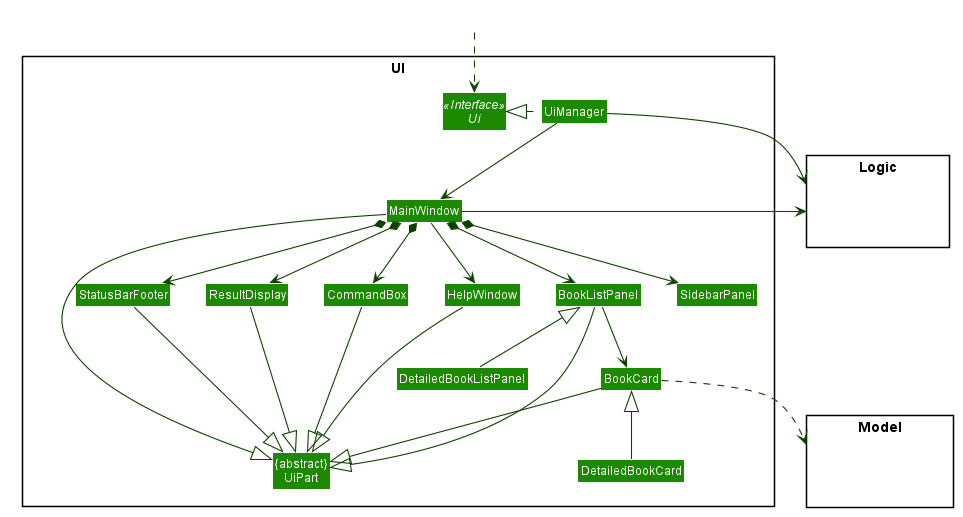 UI
«Interface»
Ui
UiManager
Logic
MainWindow
StatusBarFooter
ResultDisplay
CommandBox
HelpWindow
BookListPanel
SidebarPanel
DetailedBookListPanel
BookCard
Model
{abstract}
UiPart
DetailedBookCard